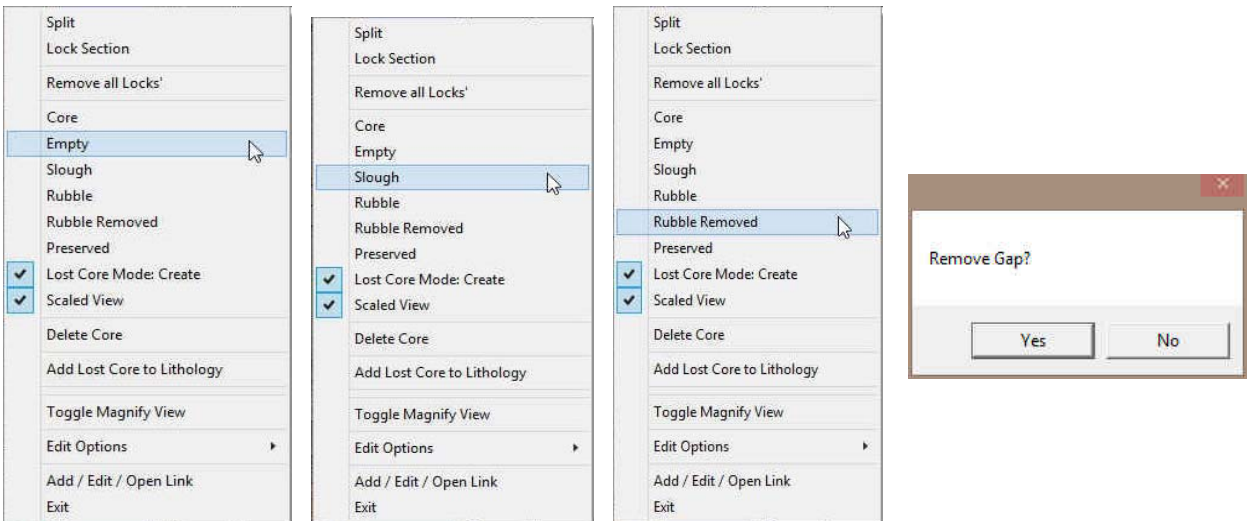 Split
Lock Section
Remove all Locks'
Core
Empty
Slough
Rubble
Rubble Removed
Preserved
Lost Core Mode: Create
Scaled View
Delete Core
Add Lost Core to Lithology
Toggle Magnify View
Edit Options
Add / Edit / Open Link
Exit
Split
Lock Section
Remove all Locks'
Core
Empty
Slough
Rubble
Rubble Removed
Preserved
Lost Core Mode: Create
Scaled View
Delete Core
Add Lost Core to Lithology
Toggle Magnify View
Edit Options
Add / Edit / Open Link
Exit
Split
Lock Section
Remove all Locks'
Core
Empty
Slough
Rubble
Rubble Removed
Preserved
Lost Core Mode: Create
Scaled View
Delete Core
Add Lost Core to Lithology
Toggle Magnify View
Edit Options
Add / Edit / Open Link
Exit
Remove Gap?
Yes No